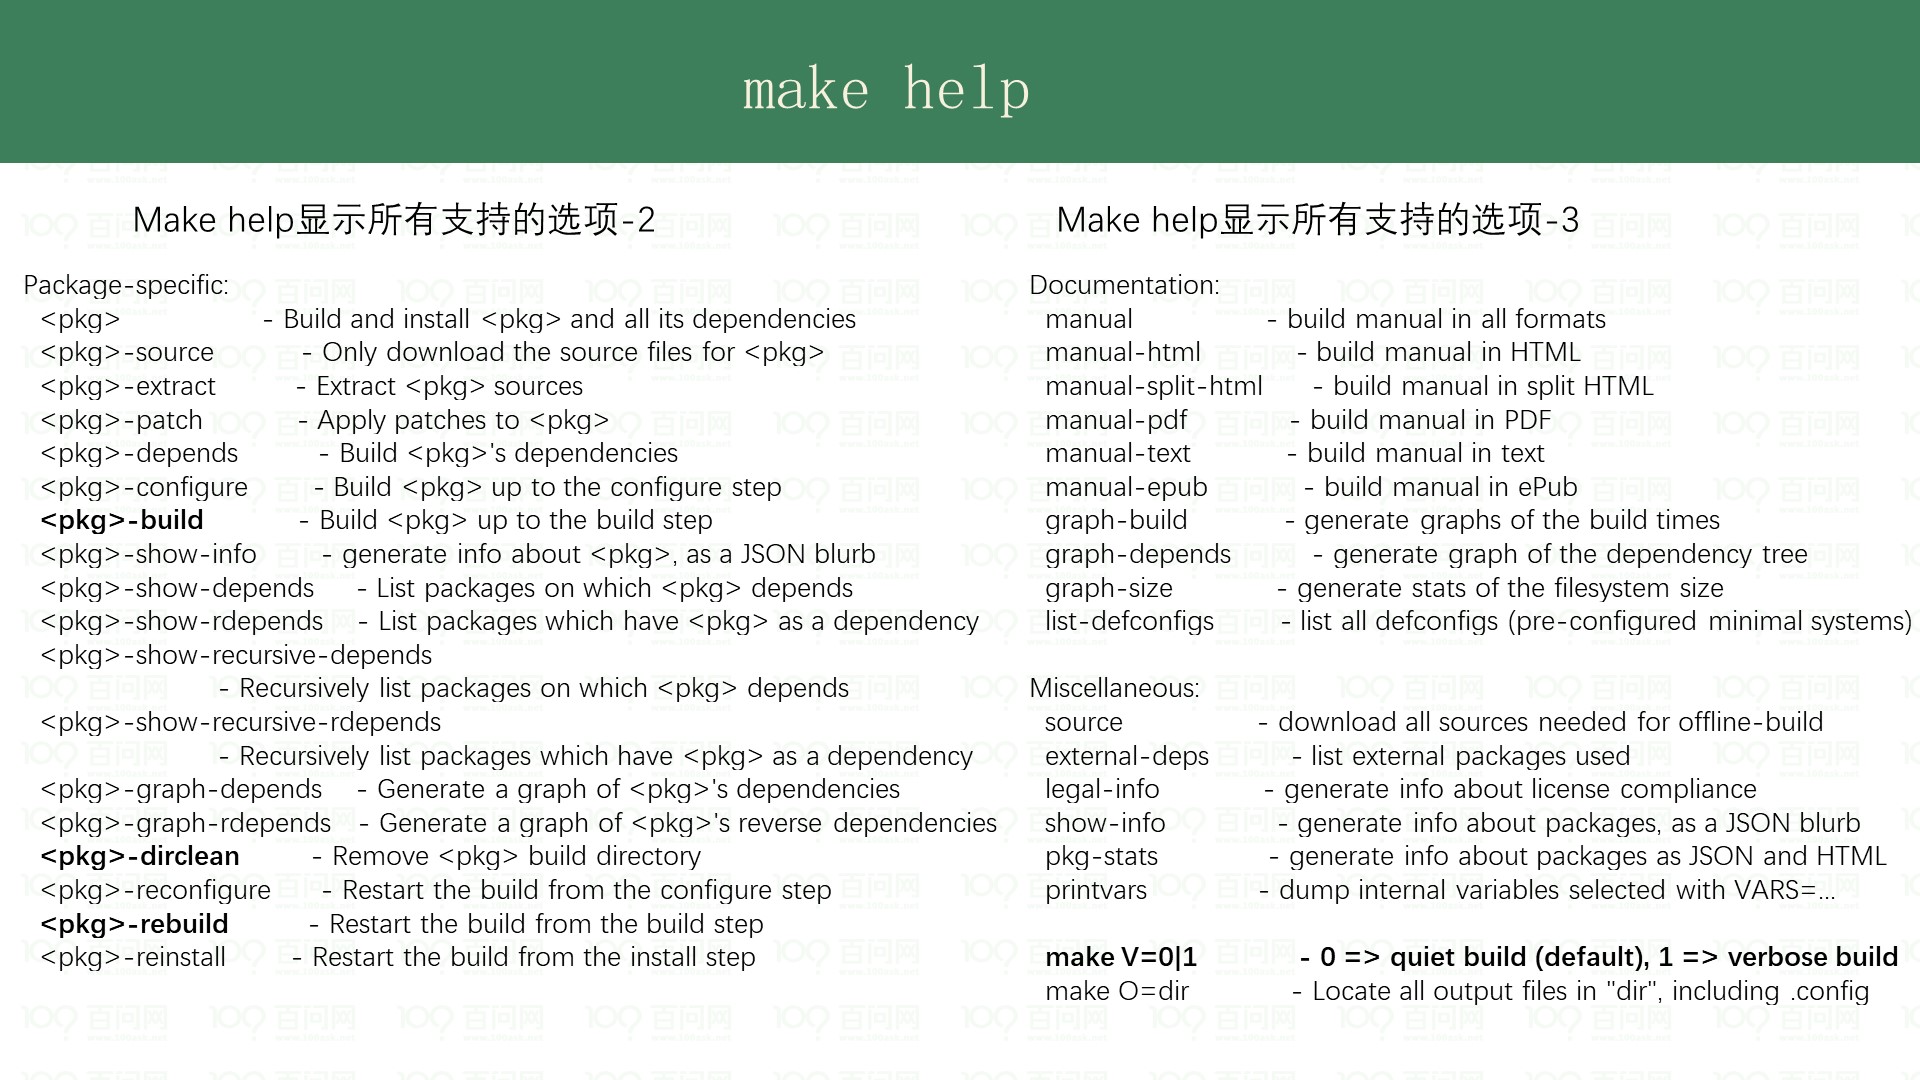 make help
Make help显示所有支持的选项-2
Package-specific:
<pkg> - Build and install <pkg> and all its dependencies
<pkg>-source - Only download the source files for <pkg>
<pkg>-extract - Extract <pkg> sources
<pkg>-patch - Apply patches to <pkg>
<pkg>-depends - Build <pkg>'s dependencies
<pkg>-configure - Build <pkg> up to the configure step
<pkg>-build - Build <pkg> up to the build step
<pkg>-show-info - generate info about <pkg>, as a JSON blurb
<pkg>-show-depends - List packages on which <pkg> depends
<pkg>-show-rdepends - List packages which have <pkg> as a dependency
<pkg>-show-recursive-depends
- Recursively list packages on which <pkg> depends
<pkg>-show-recursive-rdepends
- Recursively list packages which have <pkg> as a dependency
<pkg>-graph-depends - Generate a graph of <pkg>'s dependencies
<pkg>-graph-rdepends - Generate a graph of <pkg>'s reverse dependencies
<pkg>-dirclean - Remove <pkg> build directory
<pkg>-reconfigure - Restart the build from the configure step
<pkg>-rebuild - Restart the build from the build step
<pkg>-reinstall - Restart the build from the install step
Make help显示所有支持的选项-3
Documentation:
manual - build manual in all formats
manual-html - build manual in HTML
manual-split-html - build manual in split HTML
manual-pdf - build manual in PDF
manual-text - build manual in text
manual-epub - build manual in ePub
graph-build - generate graphs of the build times
graph-depends - generate graph of the dependency tree
graph-size - generate stats of the filesystem size
list-defconfigs - list all defconfigs (pre-configured minimal systems)
Miscellaneous:
source - download all sources needed for offline-build
external-deps - list external packages used
legal-info - generate info about license compliance
show-info - generate info about packages, as a JSON blurb
pkg-stats - generate info about packages as JSON and HTML
printvars - dump internal variables selected with VARS=...
make V=0|1 - 0 => quiet build (default), 1 => verbose build
make O=dir - Locate all output files in "dir", including .config